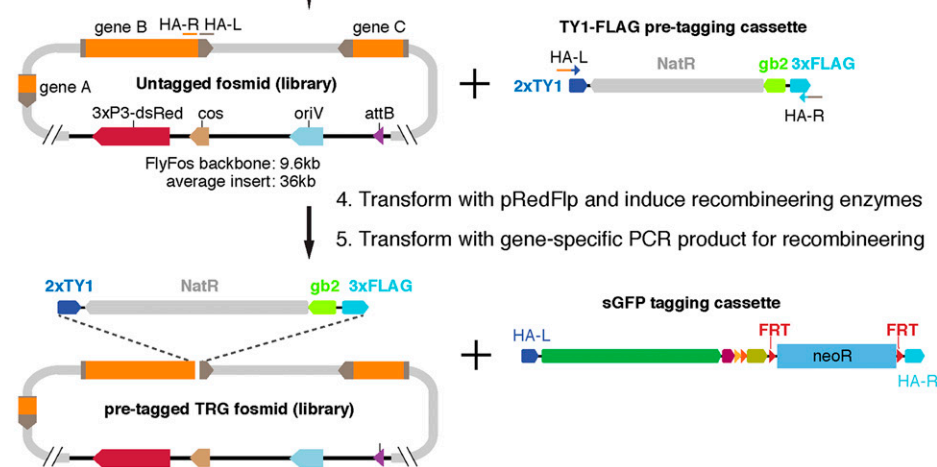 gene B
HA-R
HA-L
gene C
Untagged fosmid (library)
gene A
3xP3-dsRed
cos
oriV
attB
FlyFos backbone: 9.6kb
average insert: 36kb
+
TY1-FLAG pre-tagging cassette
HA-L
2xTY1
NatR
gb2
3xFLAG
HA-R
4. Transform with pRedFlp and induce recombineering enzymes
5. Transform with gene-specific PCR product for recombineering
2xTY1
NatR
gb2
3xFLAG
pre-tagged TRG fosmid (library)
+
sGFP tagging cassette
HA-L
FRT
neoR
FRT
HA-R